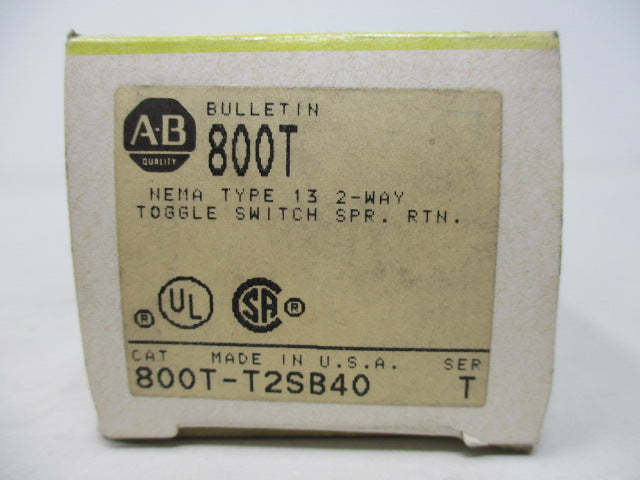 A-B
QUALITY
BULLETIN
800T
NEMA TYPE 13 2-WAY
TOGGLE SWITCH SPR. RTN.
® UL SA ®
CAT MADE IN U.S.A. SER
800T-T2SB40 T